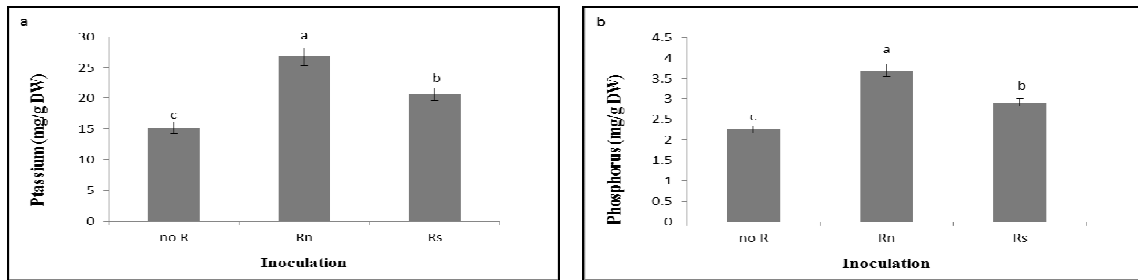 a
Ptassium (mg/g DW)
30
25
20
15
10
5
0
c
a
b
no R
Rn
Rs
Inoculation
b
Phosphorus (mg/g DW)
4.5
4
3.5
3
2.5
2
1.5
1
0.5
0
c
a
b
no R
Rn
Rs
Inoculation